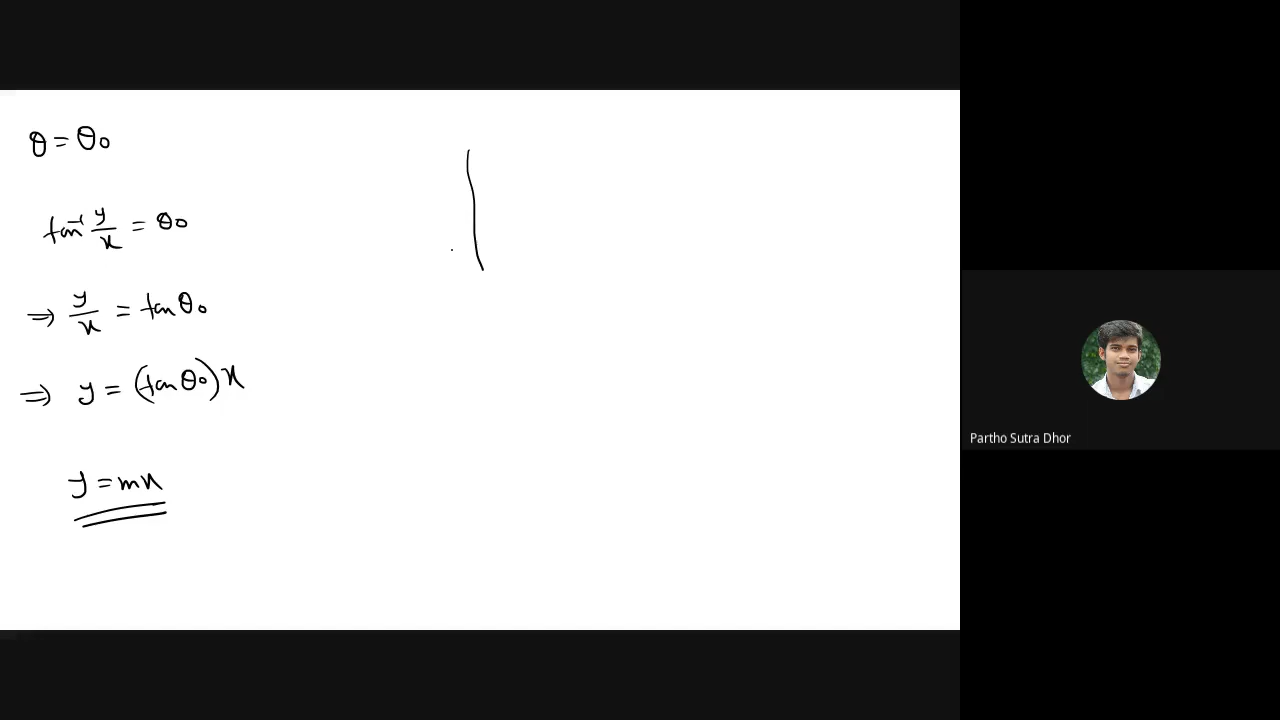 θ = θ₀
tan⁻¹ y/x = θ₀
⇒ y/x = tan θ₀
⇒ y = (tan θ₀) x
y = mx
Partho Sutra Dhor